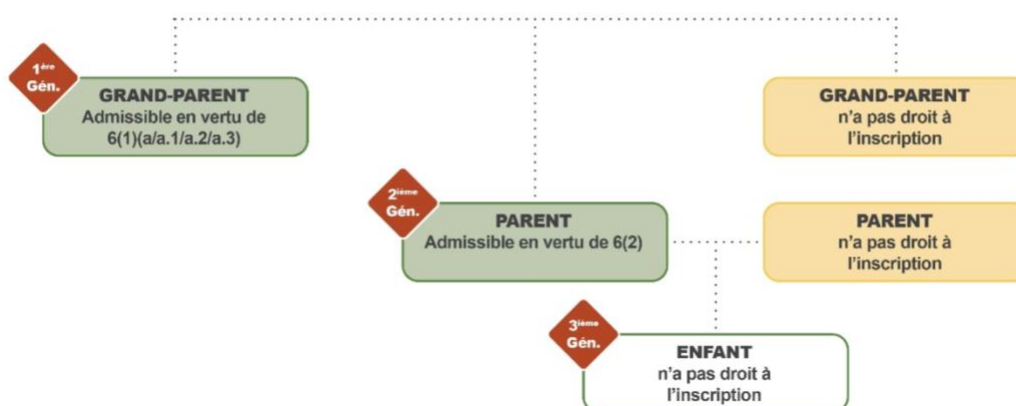 1ère
Gén.
GRAND-PARENT
Admissible en vertu de
6(1)(a/a.1/a.2/a.3)
GRAND-PARENT
n'a pas droit à
l'inscription
2ième
Gén.
PARENT
Admissible en vertu de 6(2)
PARENT
n'a pas droit à
l'inscription
3ième
Gén.
ENFANT
n'a pas droit à
l'inscription